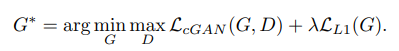 G* = arg min_G max_D ℒ_cGAN(G, D) + λℒ_L1(G).